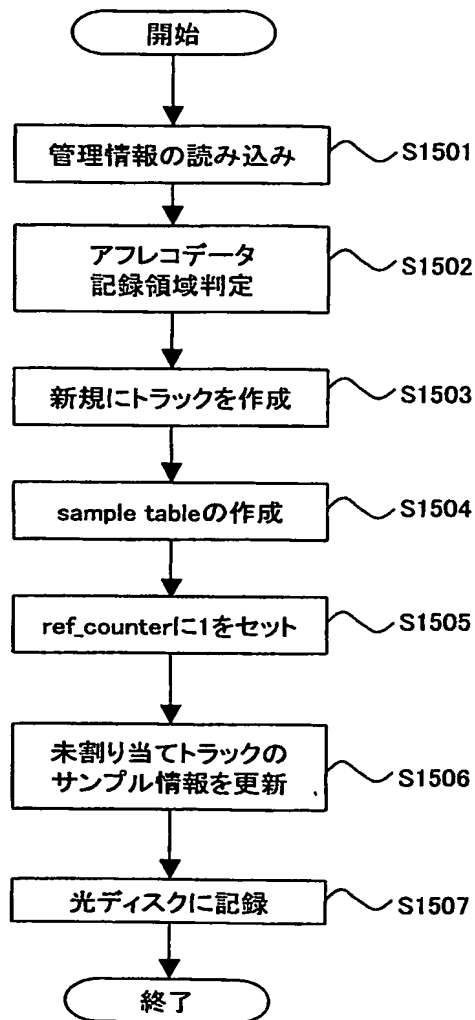 開始
管理情報の読み込み
S1501
アフレコデータ
記録領域判定
S1502
新規にトラックを作成
S1503
sample tableの作成
S1504
ref_counterに1をセット
S1505
未割り当てトラックの
サンプル情報を更新
S1506
光ディスクに記録
S1507
終了